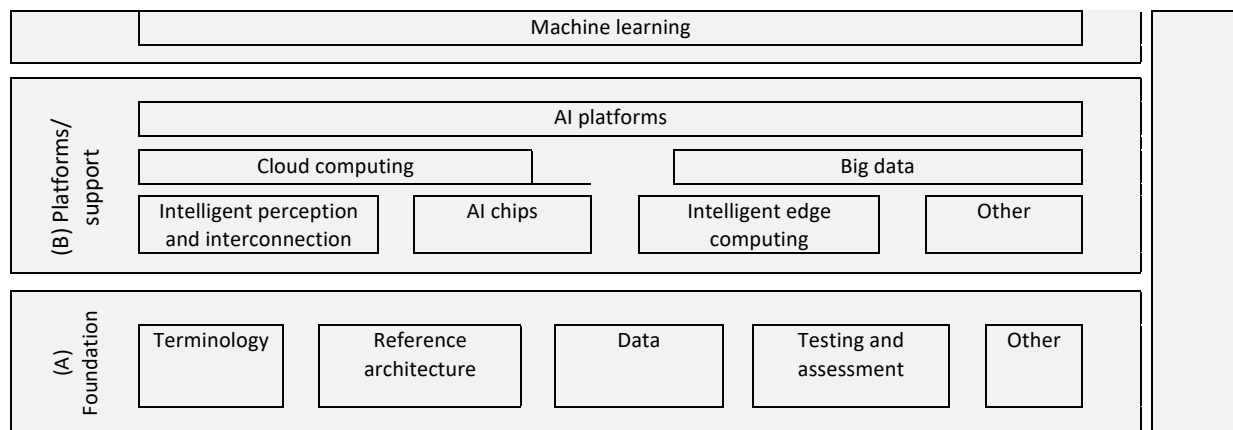 Machine learning
(B) Platforms/
support
AI platforms
Cloud computing
Big data
Intelligent perception
and interconnection
AI chips
Intelligent edge
computing
Other
(A)
Foundation
Terminology
Reference
architecture
Data
Testing and
assessment
Other